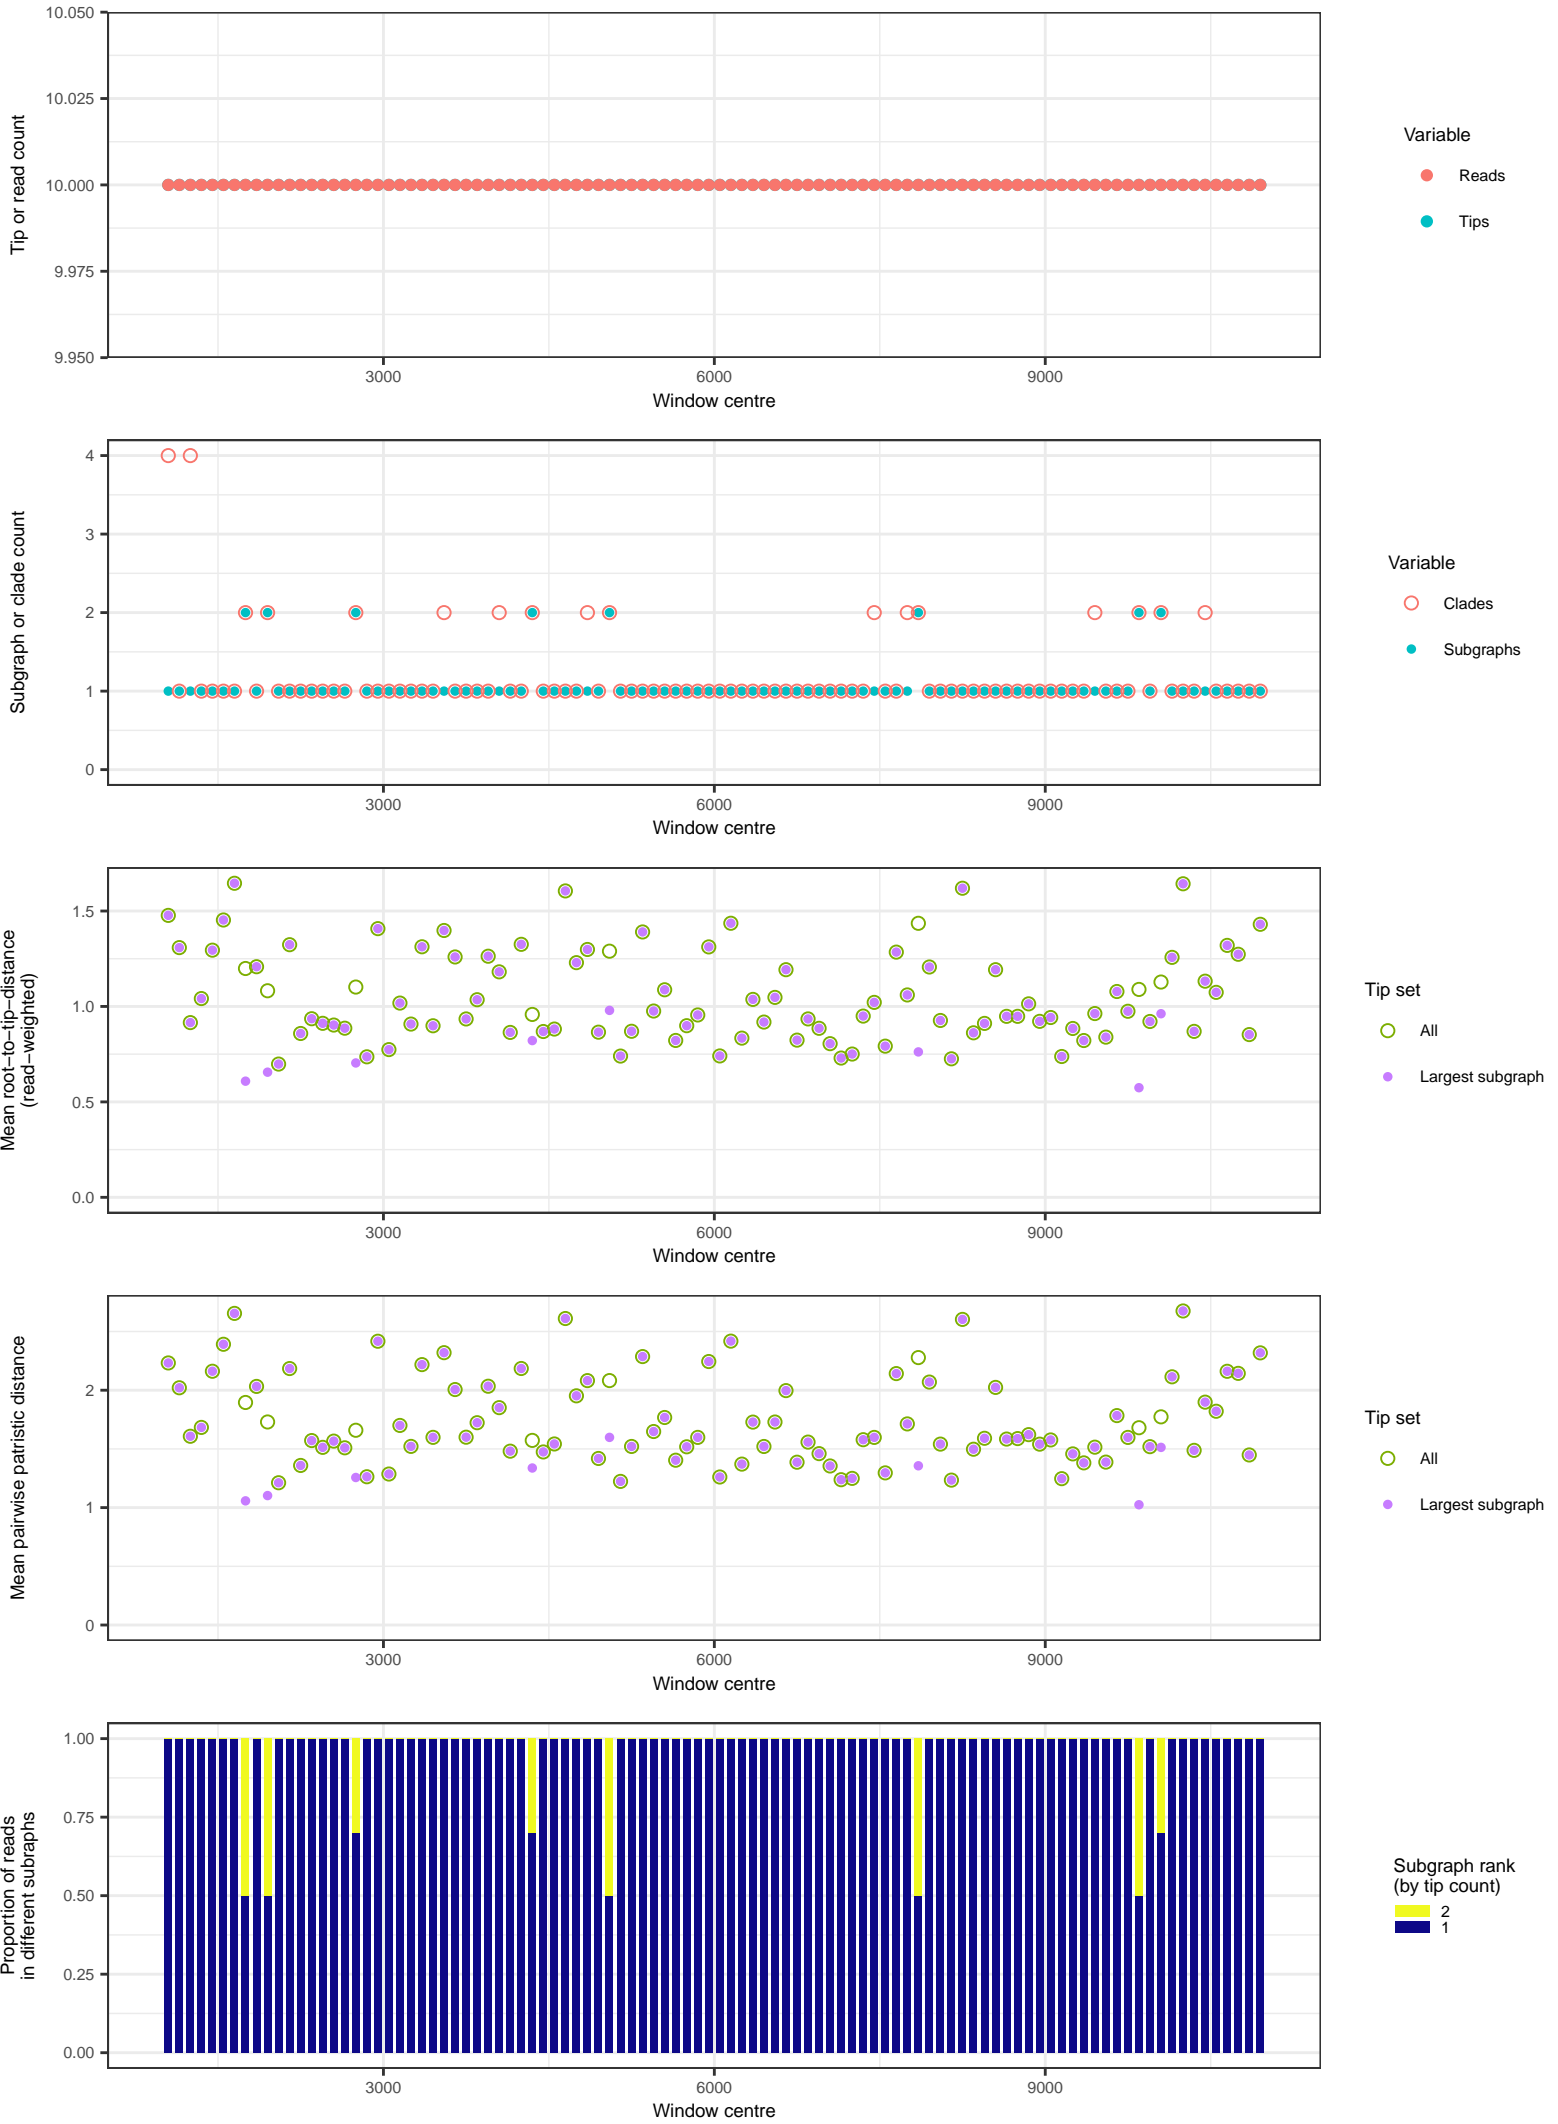 10.050
10.025
10.000
9.975
9.950
Tip or read count
3000 6000 9000
Window centre
Variable
Reads
Tips
4
3
2
1
0
Subgraph or clade count
3000 6000 9000
Window centre
Variable
Clades
Subgraphs
1.5
1.0
0.5
0.0
Mean root−to−tip−distance
(read−weighted)
3000 6000 9000
Window centre
Tip set
All
Largest subgraph
2
1
0
Mean pairwise patristic distance
3000 6000 9000
Window centre
Tip set
All
Largest subgraph
1.00
0.75
0.50
0.25
0.00
Proportion of reads
in different subraphs
3000 6000 9000
Window centre
Subgraph rank
(by tip count)
2
1